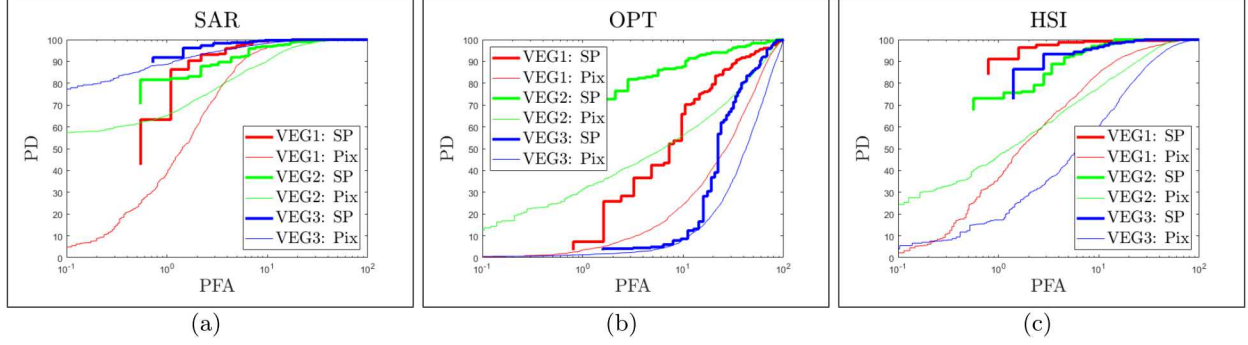 SAR
PD
100
90
80
70
60
50
40
30
20
10
0
VEG1: SP
VEG1: Pix
VEG2: SP
VEG2: Pix
VEG3: SP
VEG3: Pix
10-1
100
101
102
PFA
(a)
OPT
PD
100
90
80
70
60
50
40
30
20
10
0
VEG1: SP
VEG1: Pix
VEG2: SP
VEG2: Pix
VEG3: SP
VEG3: Pix
10-1
100
101
102
PFA
(b)
HSI
PD
100
90
80
70
60
50
40
30
20
10
0
VEG1: SP
VEG1: Pix
VEG2: SP
VEG2: Pix
VEG3: SP
VEG3: Pix
10-1
100
101
102
PFA
(c)